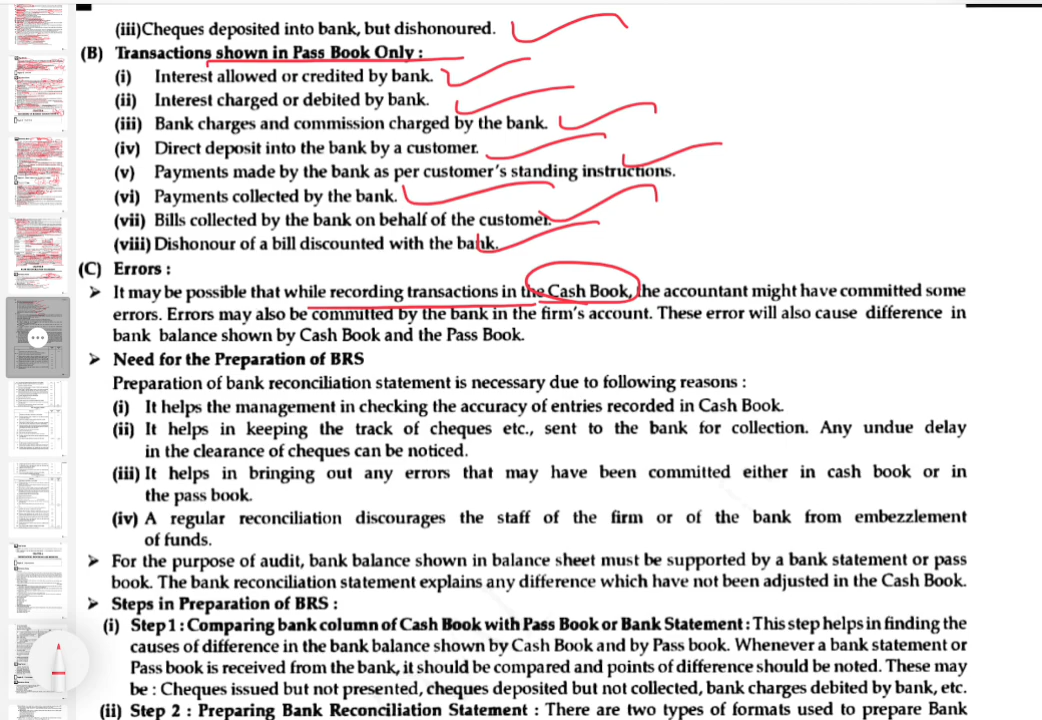 (iii)Cheques deposited into bank, but dishonoured.
(B) Transactions shown in Pass Book Only :
(i) Interest allowed or credited by bank.
(ii) Interest charged or debited by bank.
(iii) Bank charges and commission charged by the bank.
(iv) Direct deposit into the bank by a customer.
(v) Payments made by the bank as per customer's standing instructions.
(vi) Payments collected by the bank.
(vii) Bills collected by the bank on behalf of the customer.
(viii) Dishonour of a bill discounted with the bank.
(C) Errors :
➢ It may be possible that while recording transactions in the Cash Book, the accountant might have committed some
errors. Errors may also be committed by the bank in the firm's account. These error will also cause difference in
bank balance shown by Cash Book and the Pass Book.
➢ Need for the Preparation of BRS
Preparation of bank reconciliation statement is necessary due to following reasons :
(i) It helps the management in checking the accuracy of entries recorded in Cash Book.
(ii) It helps in keeping the track of cheques etc., sent to the bank for collection. Any undue delay
in the clearance of cheques can be noticed.
(iii) It helps in bringing out any errors that may have been committed either in cash book or in
the pass book.
(iv) A regular reconciliation discourages the staff of the firm or of the bank from embezzlement
of funds.
➢ For the purpose of audit, bank balance shown in balance sheet must be supported by a bank statement or pass
book. The bank reconciliation statement explains any difference which have not been adjusted in the Cash Book.
➢ Steps in Preparation of BRS :
(i) Step 1 : Comparing bank column of Cash Book with Pass Book or Bank Statement : This step helps in finding the
causes of difference in the bank balance shown by Cash Book and by Pass book. Whenever a bank statement or
Pass book is received from the bank, it should be compared and points of difference should be noted. These may
be : Cheques issued but not presented, cheques deposited but not collected, bank charges debited by bank, etc.
(ii) Step 2 : Preparing Bank Reconciliation Statement : There are two types of formats used to prepare Bank